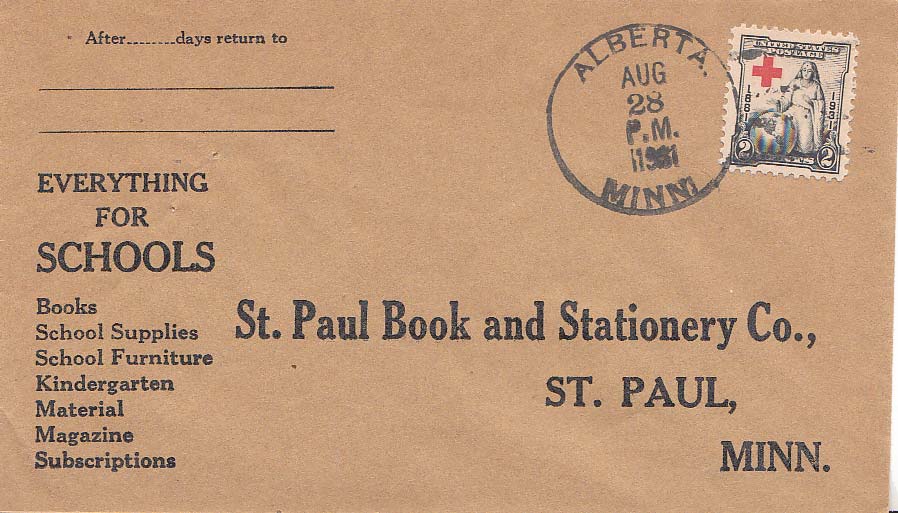 After........days return to
EVERYTHING
FOR
SCHOOLS
Books
School Supplies
School Furniture
Kindergarten
Material
Magazine
Subscriptions
ALBERTA.
AUG
28
P.M.
1931
MINN.
UNITED STATES
POSTAGE
1881
1931
2
2
St. Paul Book and Stationery Co.,
ST. PAUL,
MINN.